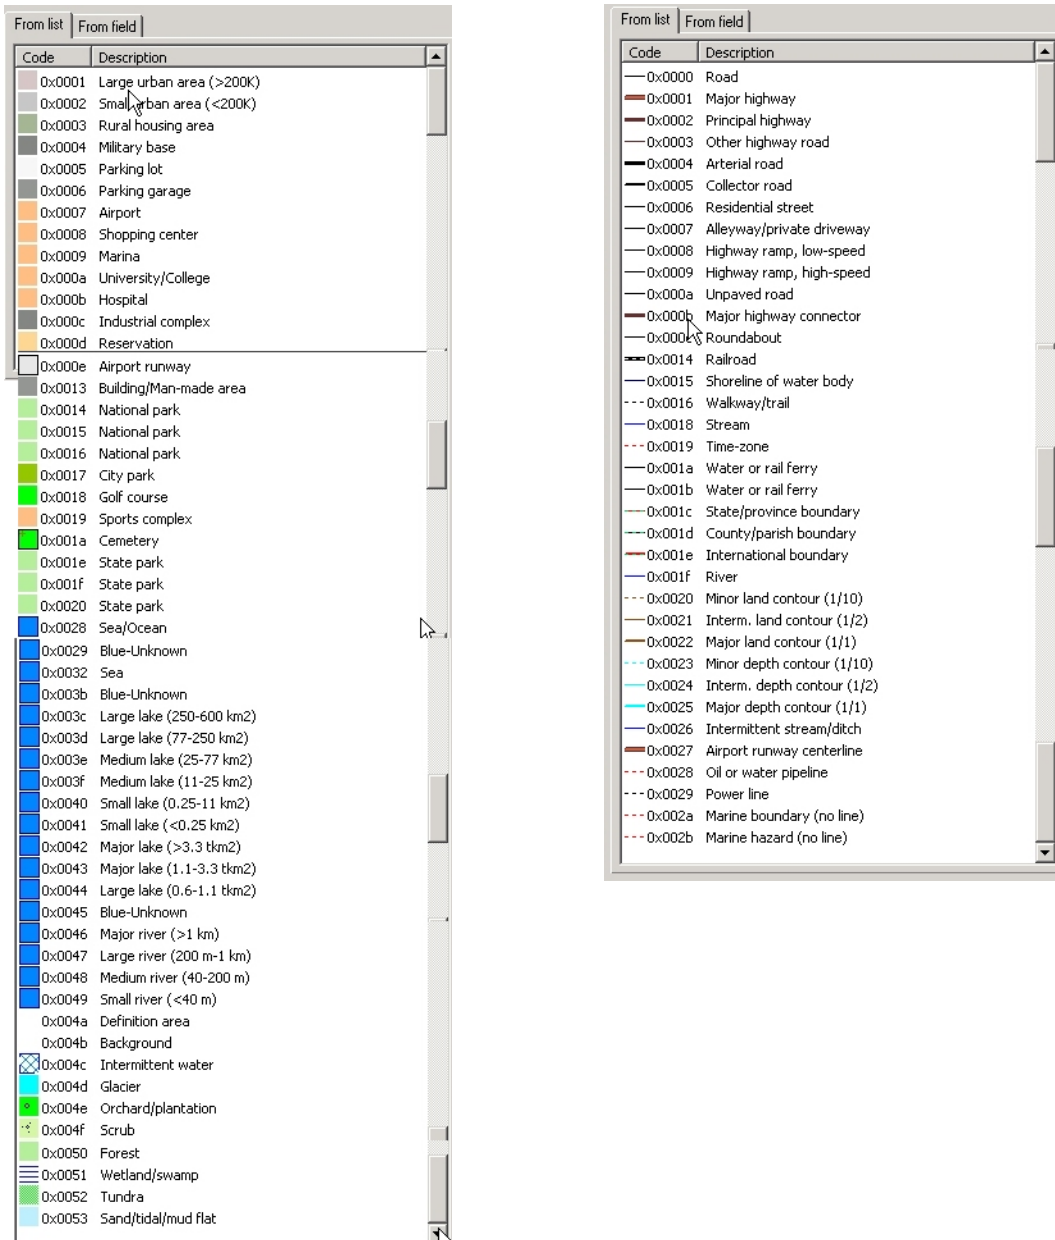 From list From field
Code Description
0x0001 Large urban area (>200K)
0x0002 Small urban area (<200K)
0x0003 Rural housing area
0x0004 Military base
0x0005 Parking lot
0x0006 Parking garage
0x0007 Airport
0x0008 Shopping center
0x0009 Marina
0x000a University/College
0x000b Hospital
0x000c Industrial complex
0x000d Reservation
0x000e Airport runway
0x0013 Building/Man-made area
0x0014 National park
0x0015 National park
0x0016 National park
0x0017 City park
0x0018 Golf course
0x0019 Sports complex
0x001a Cemetery
0x001e State park
0x001f State park
0x0020 State park
0x0028 Sea/Ocean
0x0029 Blue-Unknown
0x0032 Sea
0x003b Blue-Unknown
0x003c Large lake (250-600 km2)
0x003d Large lake (77-250 km2)
0x003e Medium lake (25-77 km2)
0x003f Medium lake (11-25 km2)
0x0040 Small lake (0.25-11 km2)
0x0041 Small lake (<0.25 km2)
0x0042 Major lake (>3.3 tkm2)
0x0043 Major lake (1.1-3.3 tkm2)
0x0044 Large lake (0.6-1.1 tkm2)
0x0045 Blue-Unknown
0x0046 Major river (>1 km)
0x0047 Large river (200 m-1 km)
0x0048 Medium river (40-200 m)
0x0049 Small river (<40 m)
0x004a Definition area
0x004b Background
0x004c Intermittent water
0x004d Glacier
0x004e Orchard/plantation
0x004f Scrub
0x0050 Forest
0x0051 Wetland/swamp
0x0052 Tundra
0x0053 Sand/tidal/mud flat
From list From field
Code Description
0x0000 Road
0x0001 Major highway
0x0002 Principal highway
0x0003 Other highway road
0x0004 Arterial road
0x0005 Collector road
0x0006 Residential street
0x0007 Alleyway/private driveway
0x0008 Highway ramp, low-speed
0x0009 Highway ramp, high-speed
0x000a Unpaved road
0x000b Major highway connector
0x000c Roundabout
0x0014 Railroad
0x0015 Shoreline of water body
0x0016 Walkway/trail
0x0018 Stream
0x0019 Time-zone
0x001a Water or rail ferry
0x001b Water or rail ferry
0x001c State/province boundary
0x001d County/parish boundary
0x001e International boundary
0x001f River
0x0020 Minor land contour (1/10)
0x0021 Interm. land contour (1/2)
0x0022 Major land contour (1/1)
0x0023 Minor depth contour (1/10)
0x0024 Interm. depth contour (1/2)
0x0025 Major depth contour (1/1)
0x0026 Intermittent stream/ditch
0x0027 Airport runway centerline
0x0028 Oil or water pipeline
0x0029 Power line
0x002a Marine boundary (no line)
0x002b Marine hazard (no line)